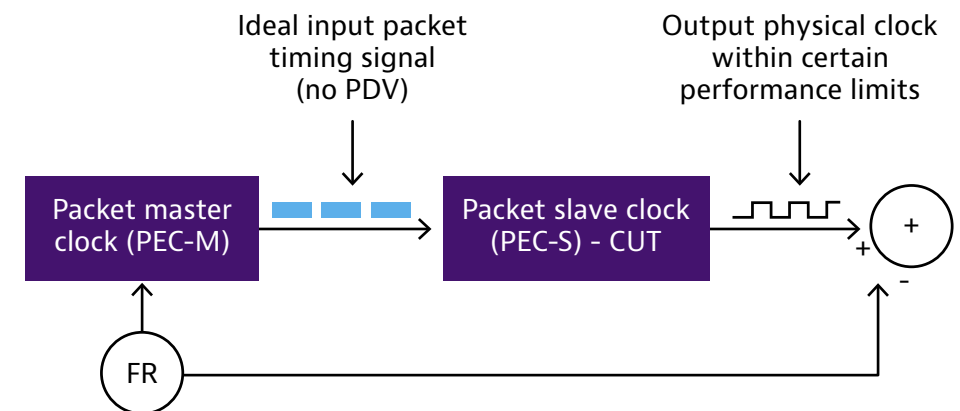 Ideal input packet
timing signal
(no PDV)
Output physical clock
within certain
performance limits
Packet master
clock (PEC-M)
Packet slave clock
(PEC-S) - CUT
+
+
-
FR